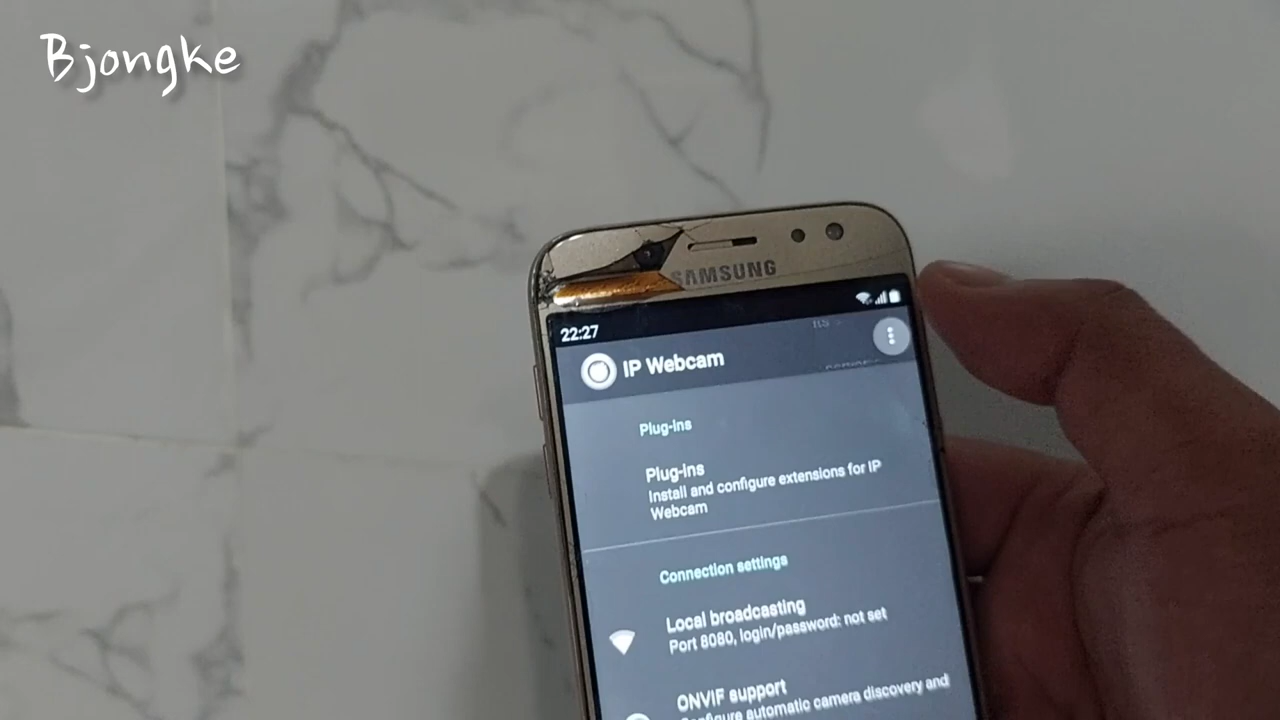 Bjongke
SAMSUNG
22:27
IP Webcam
Plug-ins
Plug-ins
Install and configure extensions for IP
Webcam
Connection settings
Local broadcasting
Port 8080, login/password: not set
ONVIF support
Configure automatic camera discovery and